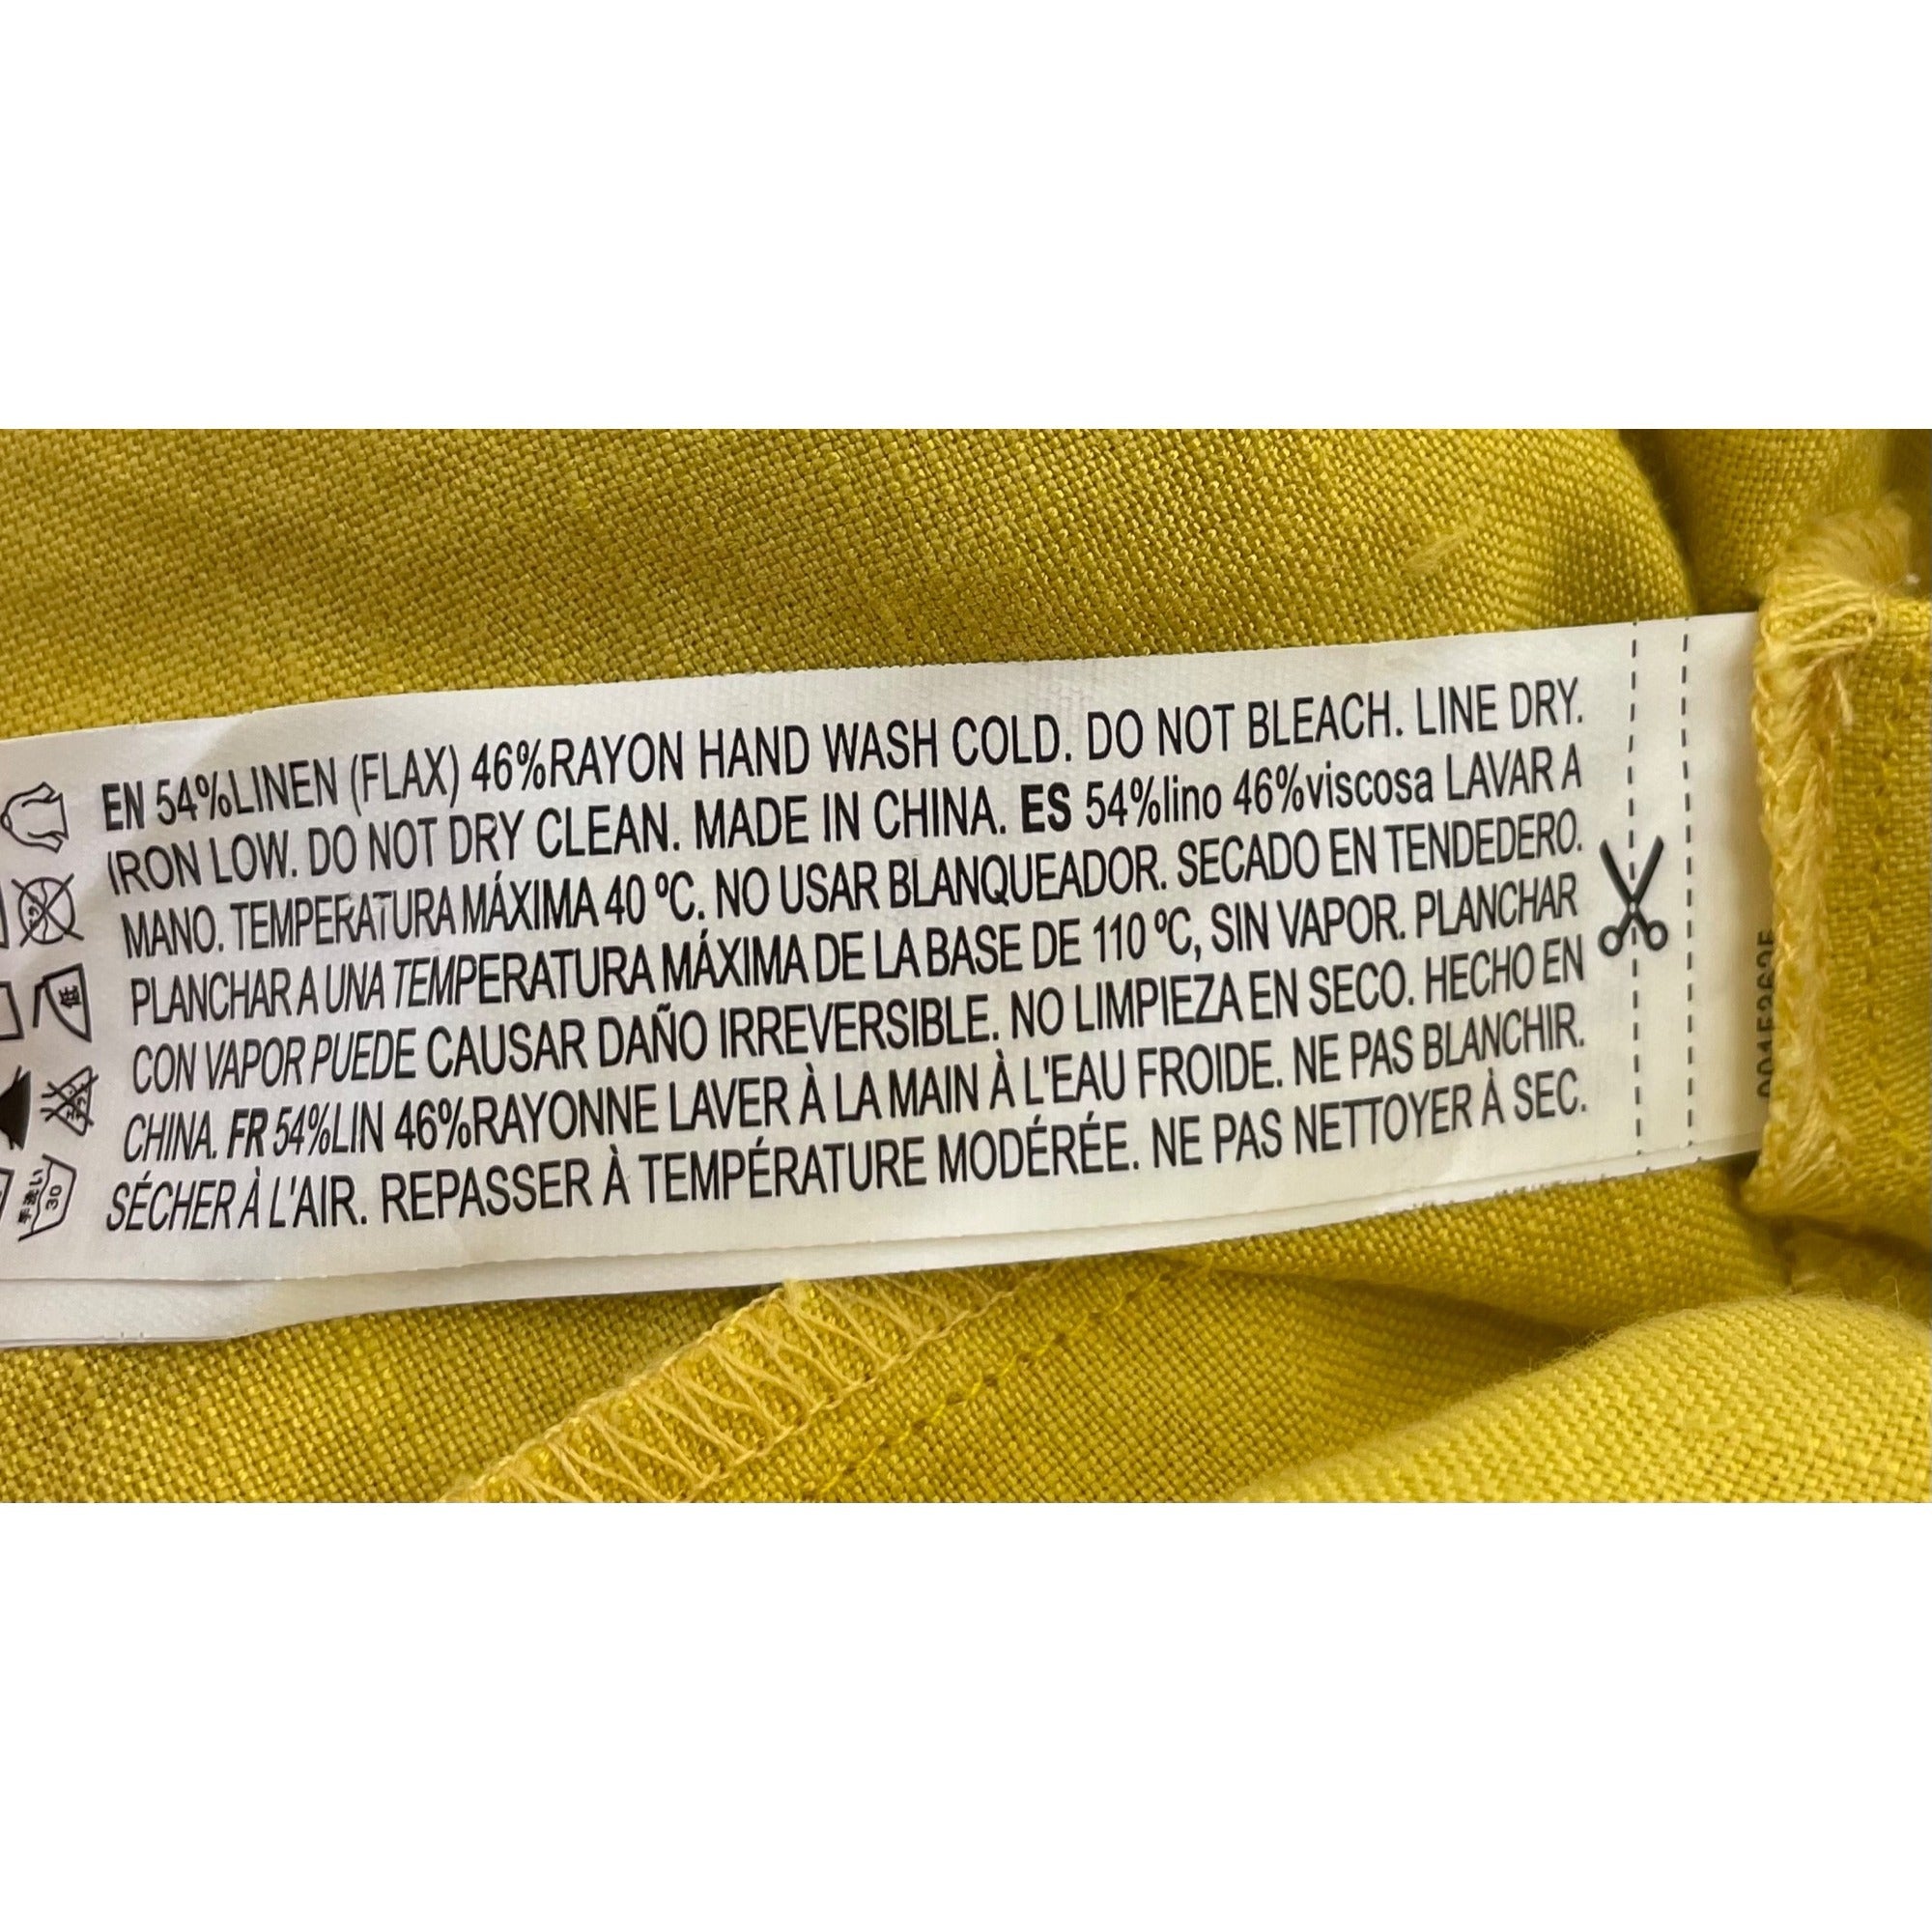 EN 54%LINEN (FLAX) 46%RAYON HAND WASH COLD. DO NOT BLEACH. LINE DRY.
IRON LOW. DO NOT DRY CLEAN. MADE IN CHINA. ES 54%lino 46%viscosa LAVAR A
MANO. TEMPERATURA MÁXIMA 40 ºC. NO USAR BLANQUEADOR. SECADO EN TENDEDERO.
PLANCHAR A UNA TEMPERATURA MÁXIMA DE LA BASE DE 110 ºC, SIN VAPOR. PLANCHAR
CON VAPOR PUEDE CAUSAR DAÑO IRREVERSIBLE. NO LIMPIEZA EN SECO. HECHO EN
CHINA. FR 54%LIN 46%RAYONNE LAVER À LA MAIN À L'EAU FROIDE. NE PAS BLANCHIR.
SÉCHER À L'AIR. REPASSER À TEMPÉRATURE MODÉRÉE. NE PAS NETTOYER À SEC.
低
手洗い
30